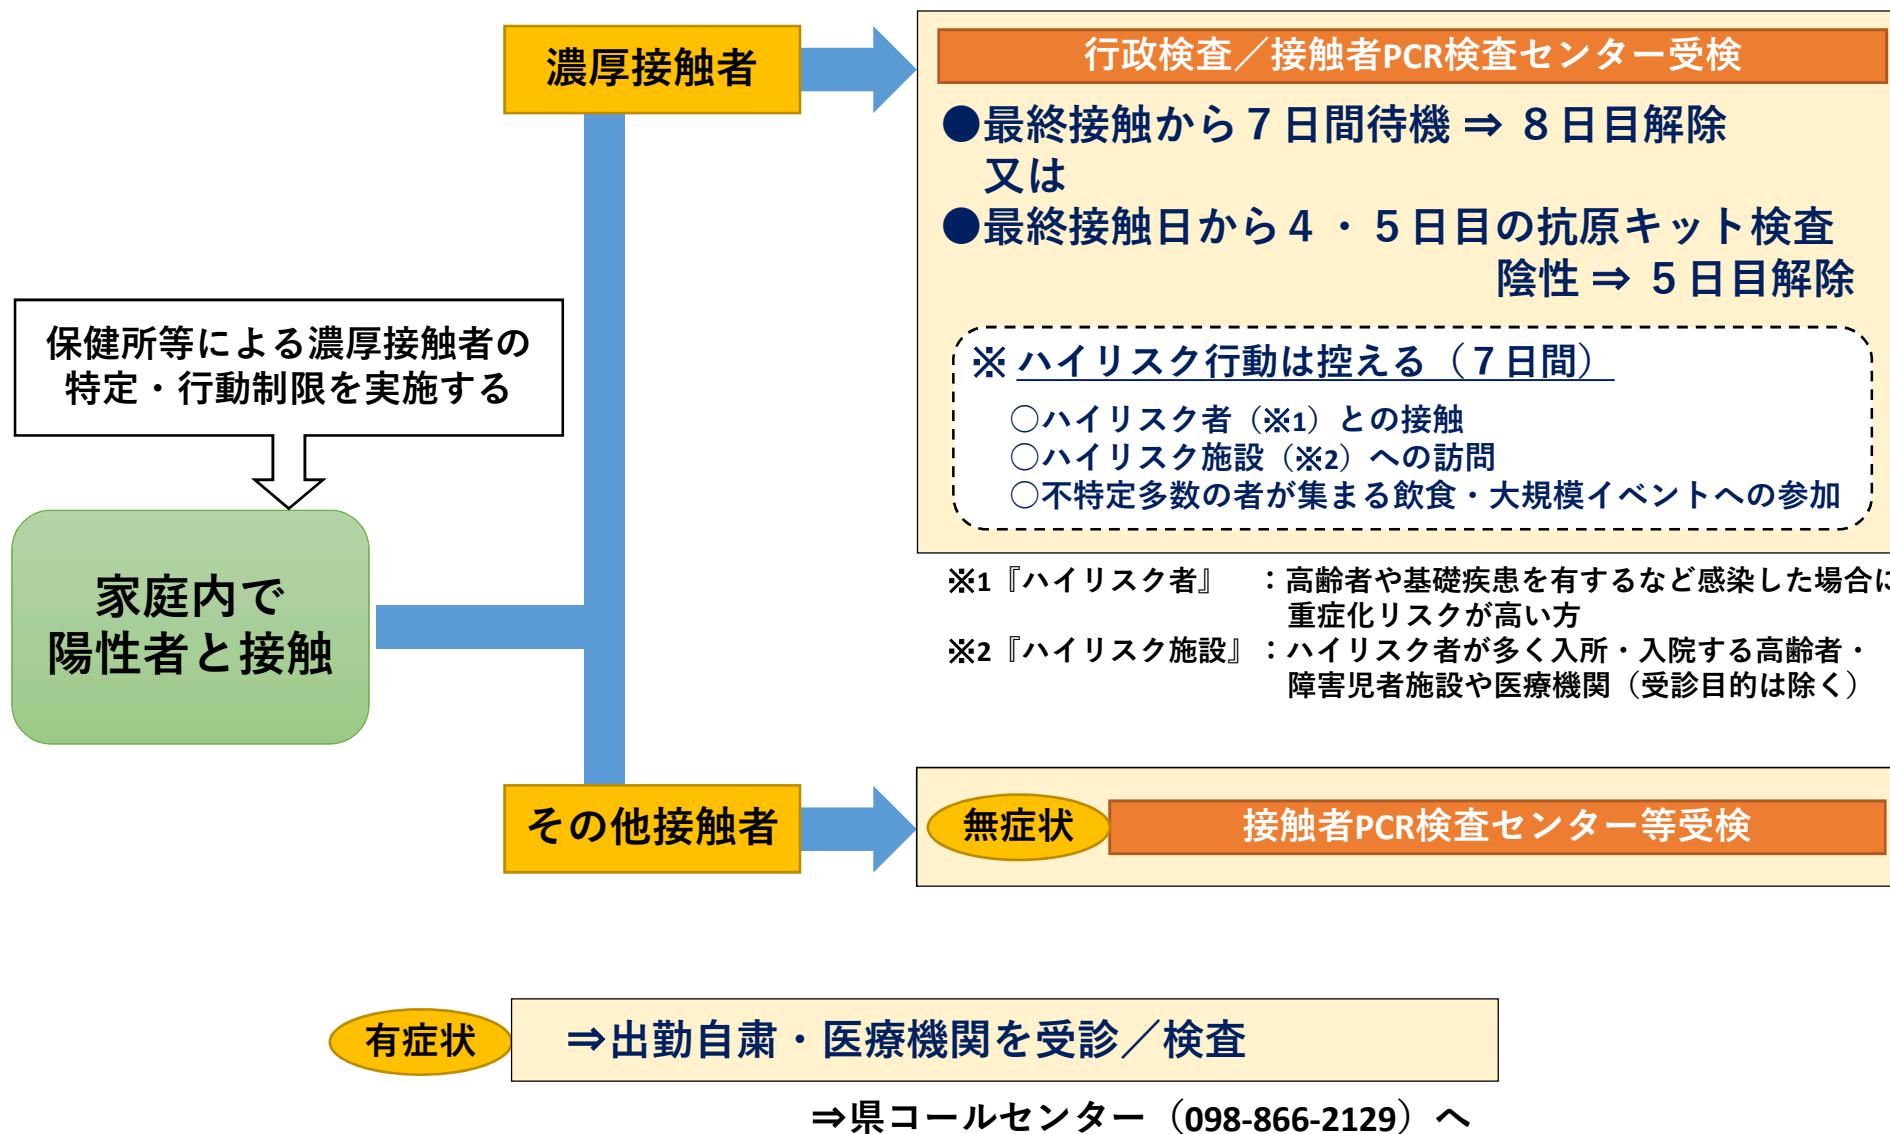 濃厚接触者
行政検査／接触者PCR検査センター受検
●最終接触から７日間待機 ⇒ ８日目解除
又は
●最終接触日から４・５日目の抗原キット検査
陰性 ⇒ ５日目解除
※ ハイリスク行動は控える（７日間）
○ハイリスク者（※1）との接触
○ハイリスク施設（※2）への訪問
○不特定多数の者が集まる飲食・大規模イベントへの参加
※1『ハイリスク者』　：高齢者や基礎疾患を有するなど感染した場合に
重症化リスクが高い方
※2『ハイリスク施設』：ハイリスク者が多く入所・入院する高齢者・
障害児者施設や医療機関（受診目的は除く）
保健所等による濃厚接触者の
特定・行動制限を実施する
家庭内で
陽性者と接触
その他接触者
無症状
接触者PCR検査センター等受検
有症状
⇒出勤自粛・医療機関を受診／検査
⇒県コールセンター（098-866-2129）へ